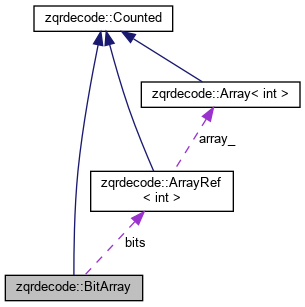 zqrdecode::Counted
zqrdecode::Array< int >
array_
zqrdecode::ArrayRef
< int >
bits
zqrdecode::BitArray